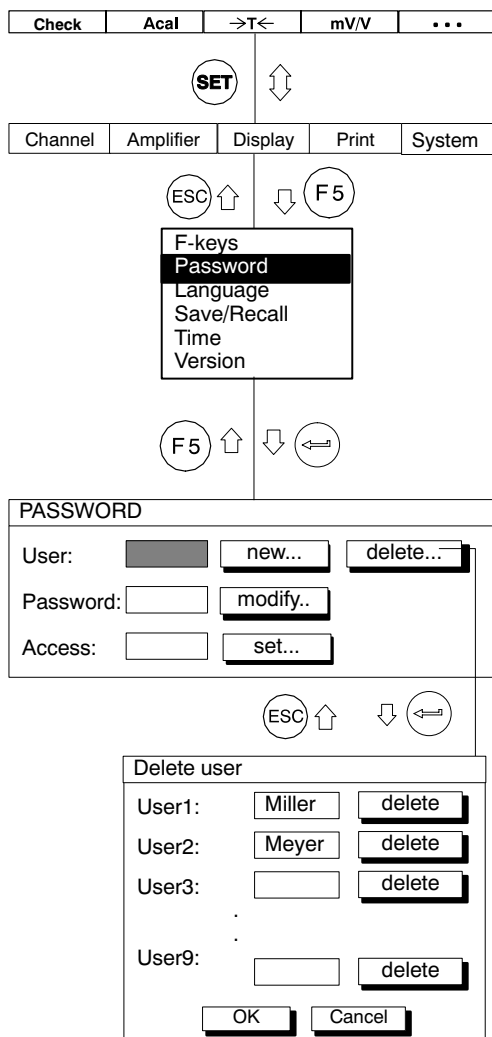 Check Acal →T← mV/V ...
SET
Channel Amplifier Display Print System
ESC F5
F-keys
Password
Language
Save/Recall
Time
Version
F5
PASSWORD
User: new... delete...
Password: modify..
Access: set...
ESC
Delete user
User1: Miller delete
User2: Meyer delete
User3: delete
.
.
User9: delete
OK Cancel